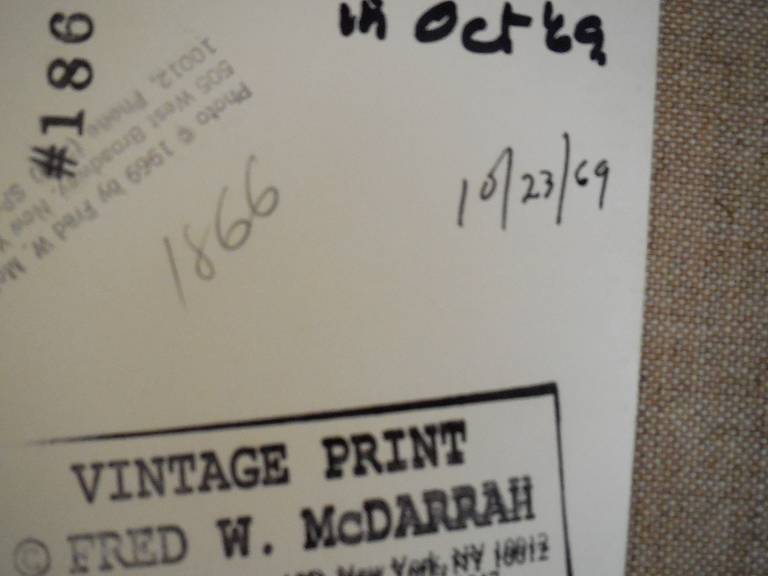 in Oct 69
#186
Photo © 1969 by Fred W. Mc
505 West Broadway, New Y
10012, Phone SP
1866
10/23/69
VINTAGE PRINT
© FRED W. McDARRAH
New York, NY 10012